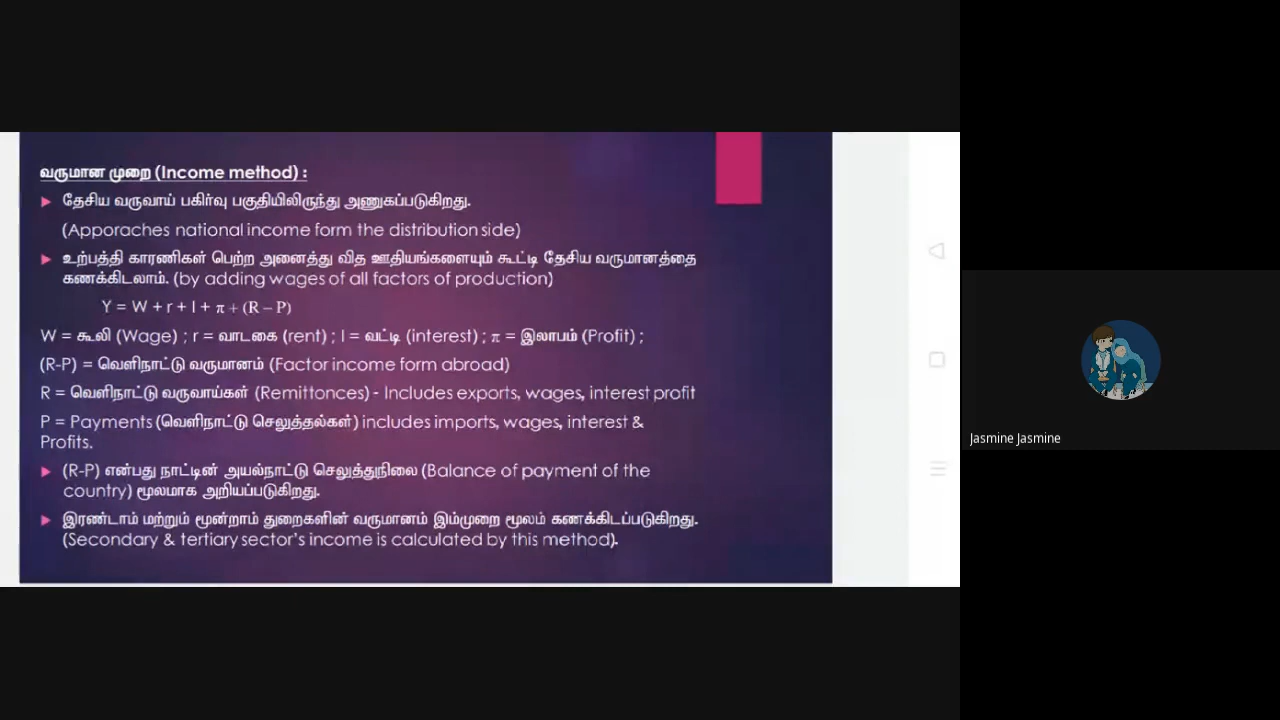 வருமான முறை (Income method) :
தேசிய வருவாய் பகிர்வு பகுதியிலிருந்து அணுகப்படுகிறது.
(Apporaches national income form the distribution side)
உற்பத்தி காரணிகள் பெற்ற அனைத்து வித ஊதியங்களையும் கூட்டி தேசிய வருமானத்தை
கணக்கிடலாம். (by adding wages of all factors of production)
Y = W + r + I + π + (R – P)
W = கூலி (Wage) ; r = வாடகை (rent) ; I = வட்டி (interest) ; π = இலாபம் (Profit) ;
(R-P) = வெளிநாட்டு வருமானம் (Factor income form abroad)
R = வெளிநாட்டு வருவாய்கள் (Remittonces) - Includes exports, wages, interest profit
P = Payments (வெளிநாட்டு செலுத்தல்கள்) includes imports, wages, interest &
Profits.
(R-P) என்பது நாட்டின் அயல்நாட்டு செலுத்துநிலை (Balance of payment of the
country) மூலமாக அறியப்படுகிறது.
இரண்டாம் மற்றும் மூன்றாம் துறைகளின் வருமானம் இம்முறை மூலம் கணக்கிடப்படுகிறது.
(Secondary & tertiary sector's income is calculated by this method).
Jasmine Jasmine